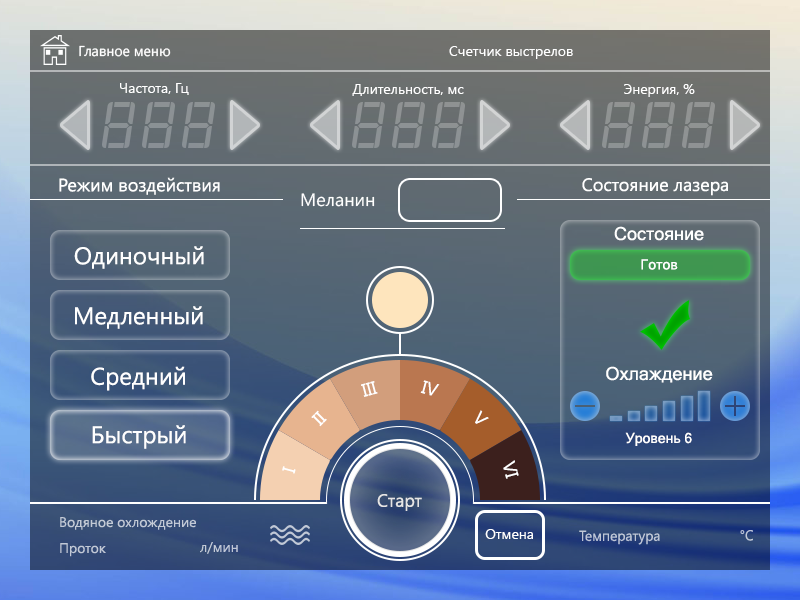 Главное меню
Счетчик выстрелов
Частота, Гц
Длительность, мс
Энергия, %
Режим воздействия
Меланин
Состояние лазера
Одиночный
Медленный
Средний
Быстрый
I
II
III
IV
V
VI
Старт
Состояние
Готов
Охлаждение
Уровень 6
Водяное охлаждение
Проток
л/мин
Отмена
Температура
°C